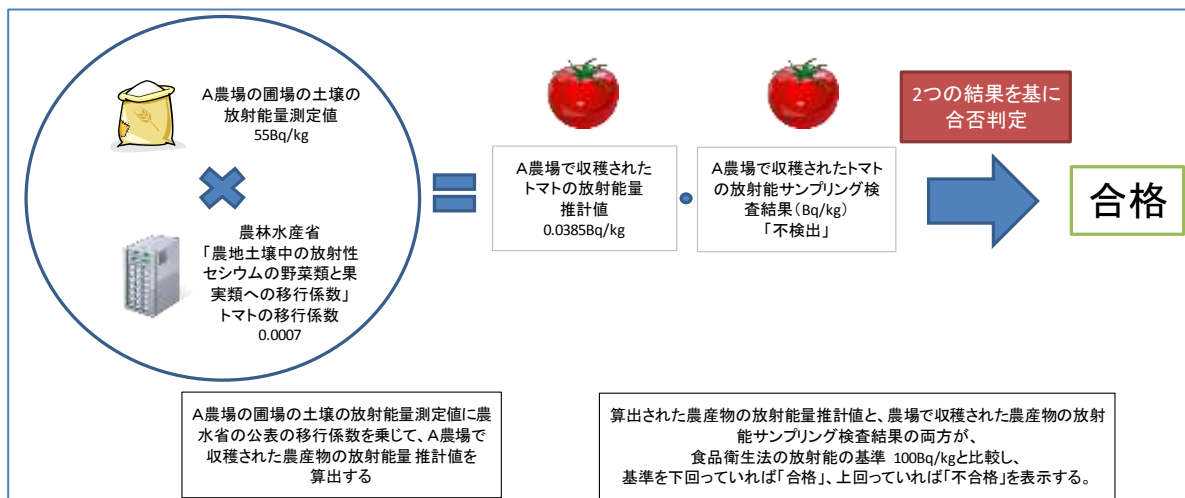 A農場の圃場の土壌の
放射能量測定値
55Bq/kg
農林水産省
「農地土壌中の放射性
セシウムの野菜類と果
実類への移行係数」
トマトの移行係数
0.0007
A農場で収穫された
トマトの放射能量
推計値
0.0385Bq/kg
A農場で収穫されたトマト
の放射能サンプリング検
査結果(Bq/kg)
「不検出」
2つの結果を基に
合否判定
合格
A農場の圃場の土壌の放射能量測定値に農
水省の公表の移行係数を乗じて、A農場で
収穫された農産物の放射能量 推計値を
算出する
算出された農産物の放射能量推計値と、農場で収穫された農産物の放射
能サンプリング検査結果の両方が、
食品衛生法の放射能の基準 100Bq/kgと比較し、
基準を下回っていれば「合格」、上回っていれば「不合格」を表示する。